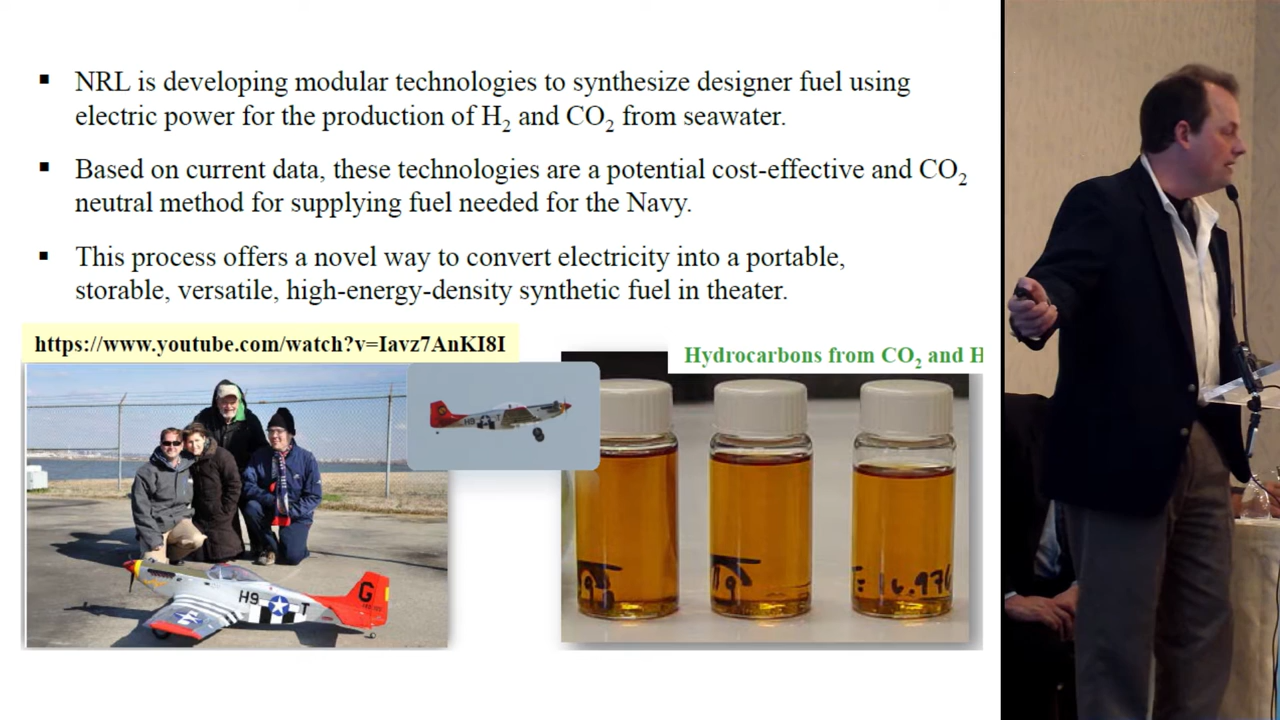 ▪ NRL is developing modular technologies to synthesize designer fuel using
electric power for the production of H₂ and CO₂ from seawater.
▪ Based on current data, these technologies are a potential cost-effective and CO₂
neutral method for supplying fuel needed for the Navy.
▪ This process offers a novel way to convert electricity into a portable,
storable, versatile, high-energy-density synthetic fuel in theater.
https://www.youtube.com/watch?v=Iavz7AnKI8I
Hydrocarbons from CO₂ and H
H9
H9 T
G